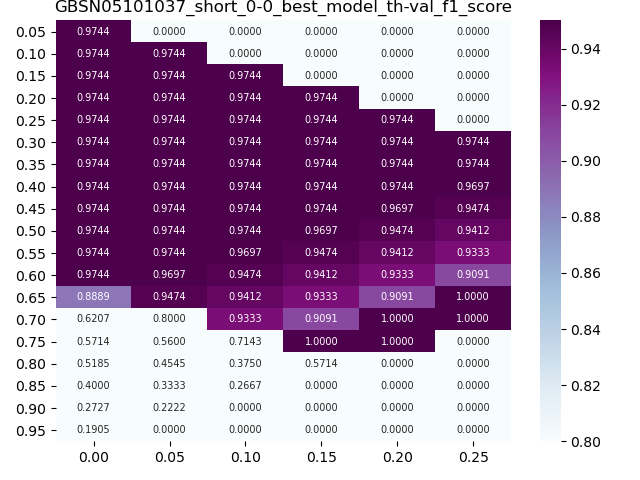 GBSN05101037_short_0-0_best_model_th-val_f1_score
0.05 0.9744 0.0000 0.0000 0.0000 0.0000 0.0000
0.10 0.9744 0.9744 0.0000 0.0000 0.0000 0.0000
0.15 0.9744 0.9744 0.9744 0.0000 0.0000 0.0000
0.20 0.9744 0.9744 0.9744 0.9744 0.0000 0.0000
0.25 0.9744 0.9744 0.9744 0.9744 0.9744 0.0000
0.30 0.9744 0.9744 0.9744 0.9744 0.9744 0.9744
0.35 0.9744 0.9744 0.9744 0.9744 0.9744 0.9744
0.40 0.9744 0.9744 0.9744 0.9744 0.9744 0.9697
0.45 0.9744 0.9744 0.9744 0.9744 0.9697 0.9474
0.50 0.9744 0.9744 0.9744 0.9697 0.9474 0.9412
0.55 0.9744 0.9744 0.9697 0.9474 0.9412 0.9333
0.60 0.9744 0.9697 0.9474 0.9412 0.9333 0.9091
0.65 0.8889 0.9474 0.9412 0.9333 0.9091 1.0000
0.70 0.6207 0.8000 0.9333 0.9091 1.0000 1.0000
0.75 0.5714 0.5600 0.7143 1.0000 1.0000 0.0000
0.80 0.5185 0.4545 0.3750 0.5714 0.0000 0.0000
0.85 0.4000 0.3333 0.2667 0.0000 0.0000 0.0000
0.90 0.2727 0.2222 0.0000 0.0000 0.0000 0.0000
0.95 0.1905 0.0000 0.0000 0.0000 0.0000 0.0000
0.00 0.05 0.10 0.15 0.20 0.25
0.94
0.92
0.90
0.88
0.86
0.84
0.82
0.80